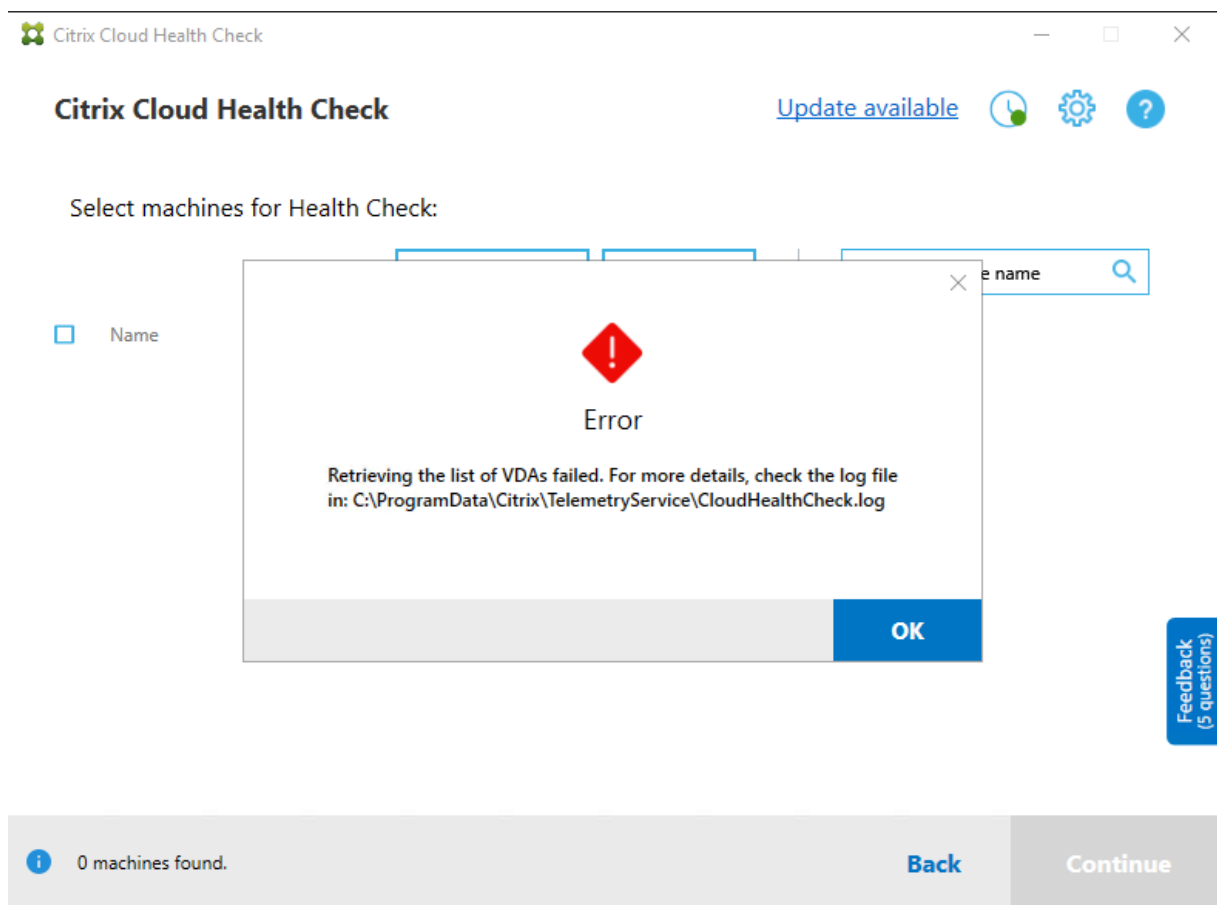 Citrix Cloud Health Check
Citrix Cloud Health Check
Update available
?
Select machines for Health Check:
e name
Name
Error
Retrieving the list of VDAs failed. For more details, check the log file
in: C:\ProgramData\Citrix\TelemetryService\CloudHealthCheck.log
OK
Feedback
(5 questions)
0 machines found.
Back
Continue